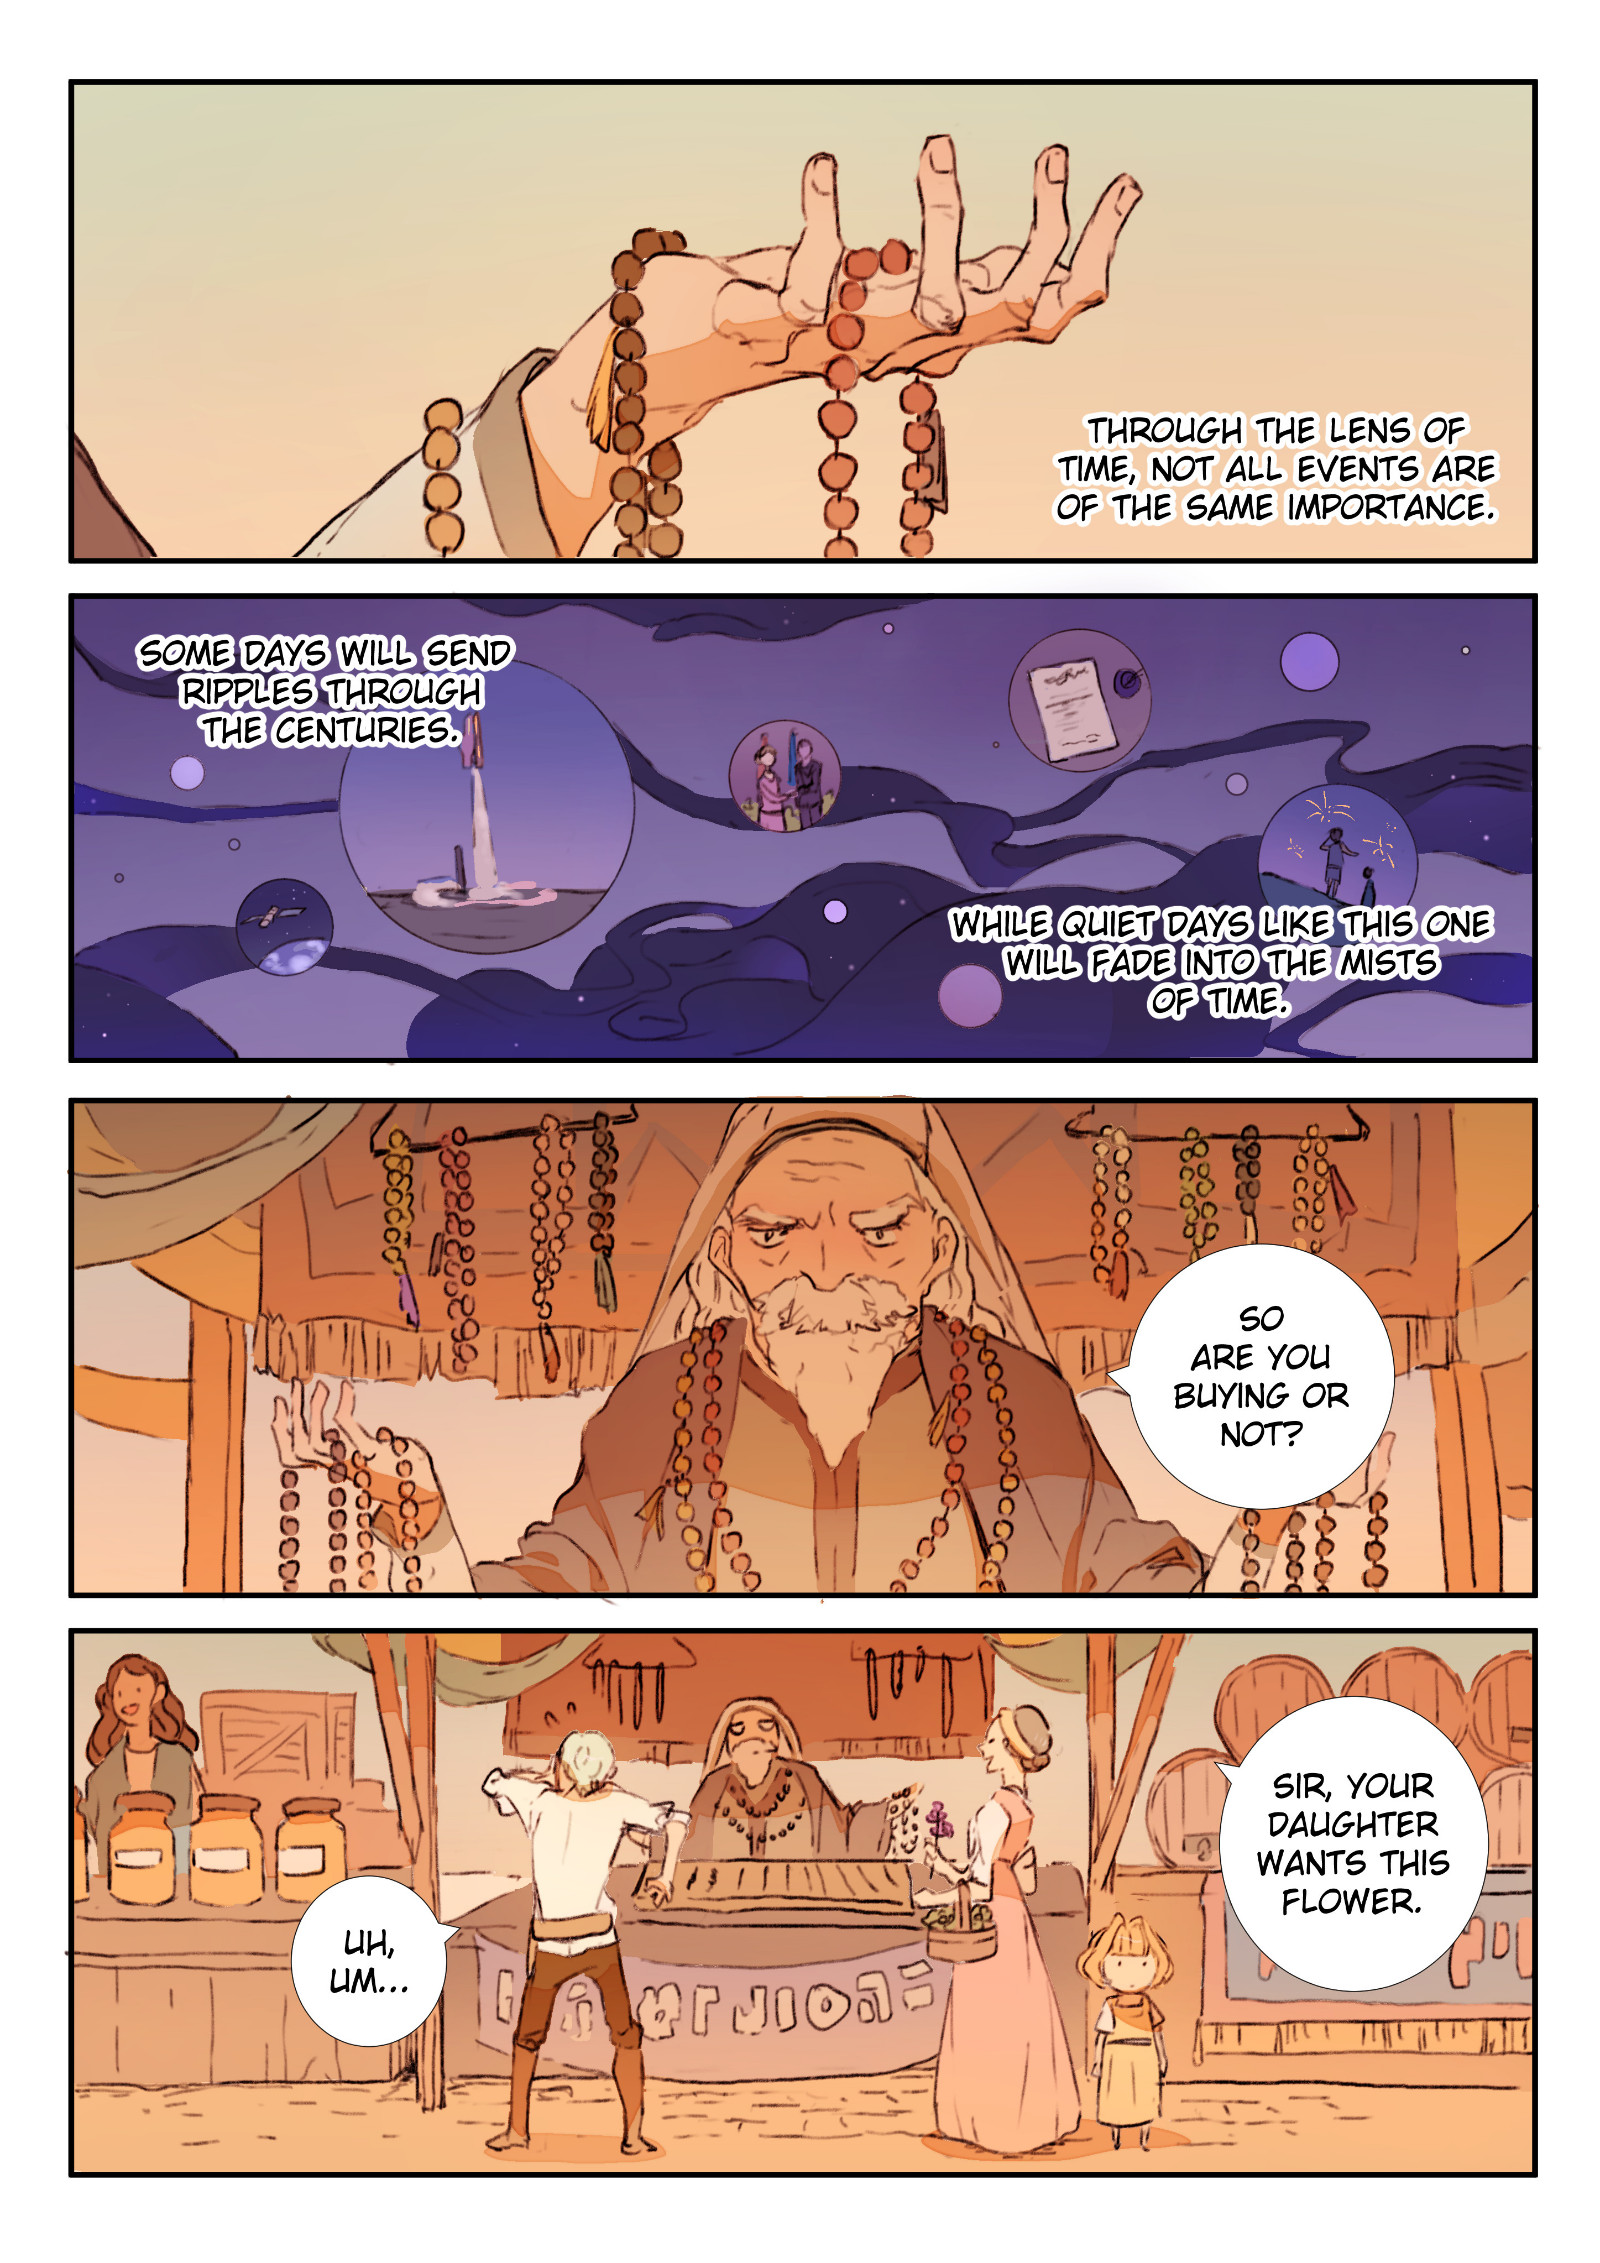 THROUGH THE LENS OF
TIME, NOT ALL EVENTS ARE
OF THE SAME IMPORTANCE.
SOME DAYS WILL SEND
RIPPLES THROUGH
THE CENTURIES.
WHILE QUIET DAYS LIKE THIS ONE
WILL FADE INTO THE MISTS
OF TIME.
SO
ARE YOU
BUYING OR
NOT?
UH,
UM...
SIR, YOUR
DAUGHTER
WANTS THIS
FLOWER.